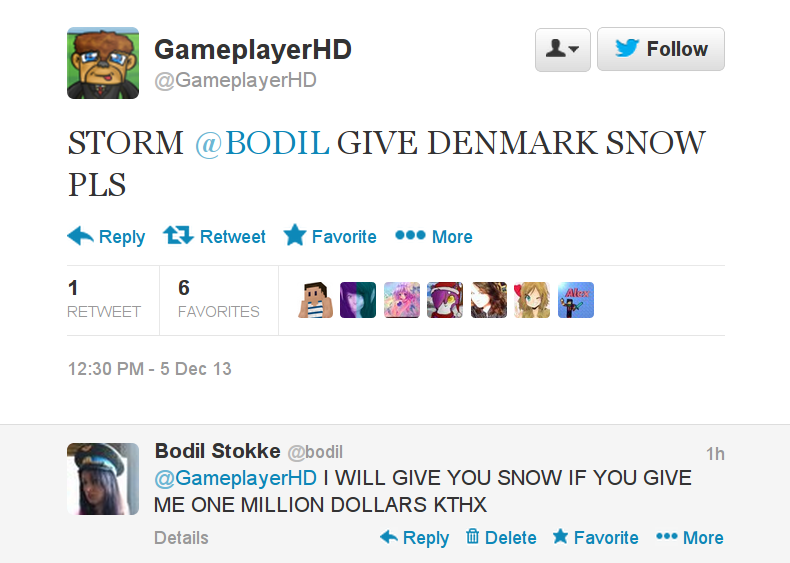 GameplayerHD
@GameplayerHD
Follow
STORM @BODIL GIVE DENMARK SNOW
PLS
Reply Retweet Favorite More
1 RETWEET 6 FAVORITES
12:30 PM - 5 Dec 13
Bodil Stokke @bodil 1h
@GameplayerHD I WILL GIVE YOU SNOW IF YOU GIVE
ME ONE MILLION DOLLARS KTHX
Details Reply Delete Favorite More